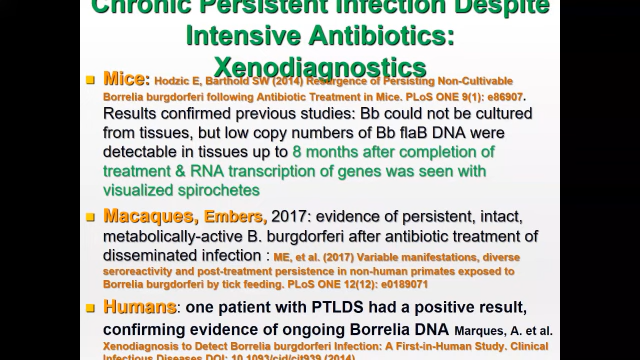 Chronic Persistent Infection Despite
Intensive Antibiotics:
Xenodiagnostics
Mice: Hodzic E, Barthold SW (2014) Resurgence of Persisting Non-Cultivable
Borrelia burgdorferi following Antibiotic Treatment in Mice. PLoS ONE 9(1): e86907.
Results confirmed previous studies: Bb could not be cultured
from tissues, but low copy numbers of Bb flaB DNA were
detectable in tissues up to 8 months after completion of
treatment & RNA transcription of genes was seen with
visualized spirochetes
Macaques, Embers, 2017: evidence of persistent, intact,
metabolically-active B. burgdorferi after antibiotic treatment of
disseminated infection : ME, et al. (2017) Variable manifestations, diverse
seroreactivity and post-treatment persistence in non-human primates exposed to
Borrelia burgdorferi by tick feeding. PLoS ONE 12(12): e0189071
Humans: one patient with PTLDS had a positive result,
confirming evidence of ongoing Borrelia DNA Marques, A. et al.
Xenodiagnosis to Detect Borrelia burgdorferi Infection: A First-in-Human Study. Clinical
Infectious Diseases DOI: 10.1093/cid/cit939 (2014)